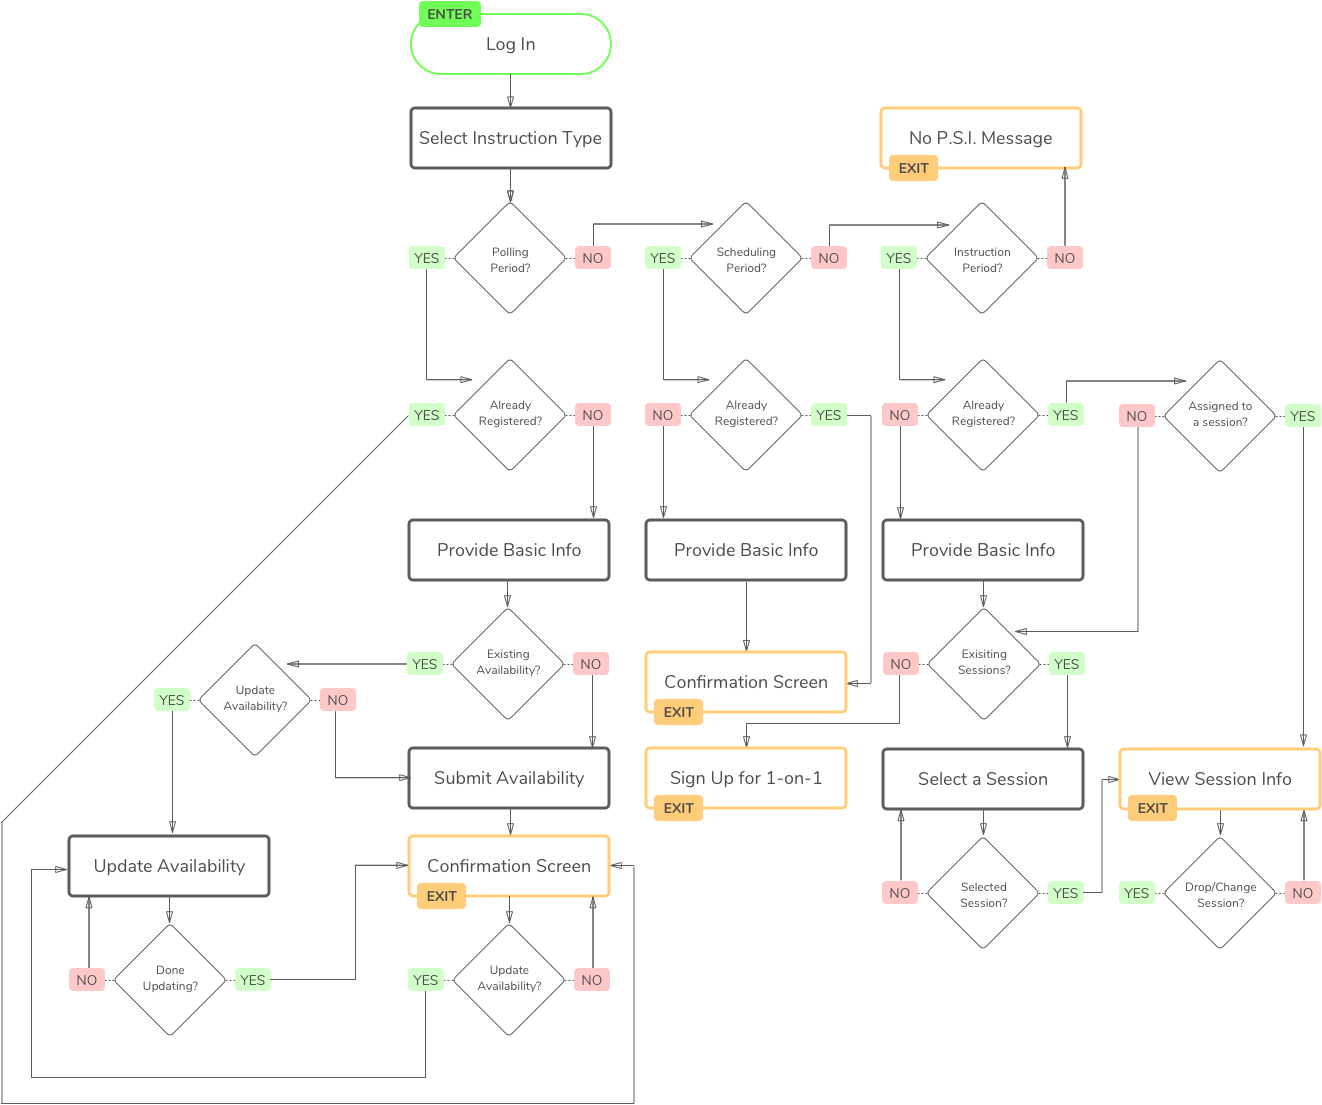 ENTER
Log In
Select Instruction Type
No P.S.I. Message
EXIT
YES
Polling
Period?
NO
YES
Scheduling
Period?
NO
YES
Instruction
Period?
NO
YES
Already
Registered?
NO
NO
Already
Registered?
YES
NO
Already
Registered?
YES
NO
Assigned to
a session?
YES
Provide Basic Info
Provide Basic Info
Provide Basic Info
YES
Existing
Availability?
NO
NO
Exisiting
Sessions?
YES
YES
Update
Availability?
NO
Confirmation Screen
EXIT
Submit Availability
Sign Up for 1-on-1
EXIT
Select a Session
View Session Info
EXIT
Update Availability
Confirmation Screen
EXIT
NO
Selected
Session?
YES
YES
Drop/Change
Session?
NO
NO
Done
Updating?
YES
YES
Update
Availability?
NO